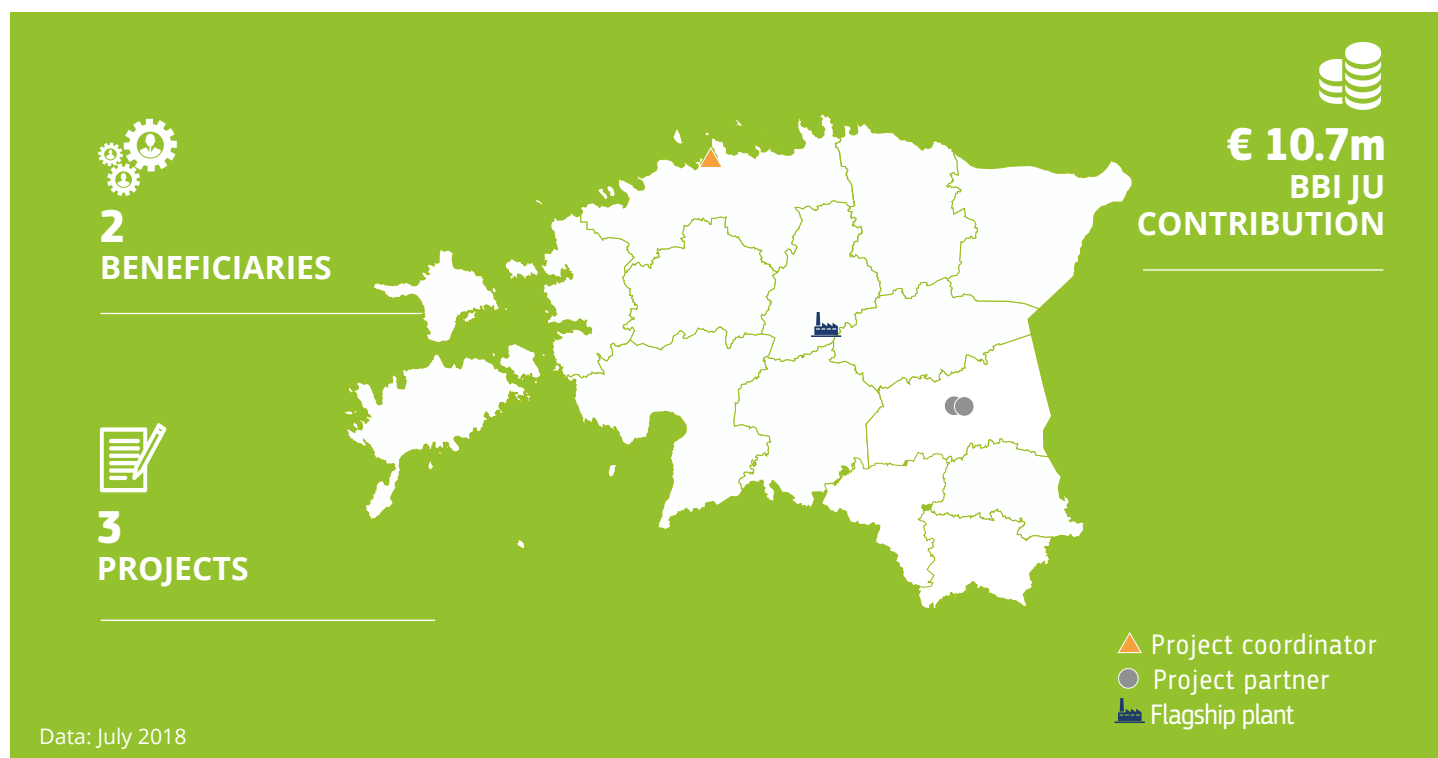 2
BENEFICIARIES
3
PROJECTS
€ 10.7m
BBI JU
CONTRIBUTION
Project coordinator
Project partner
Flagship plant
Data: July 2018